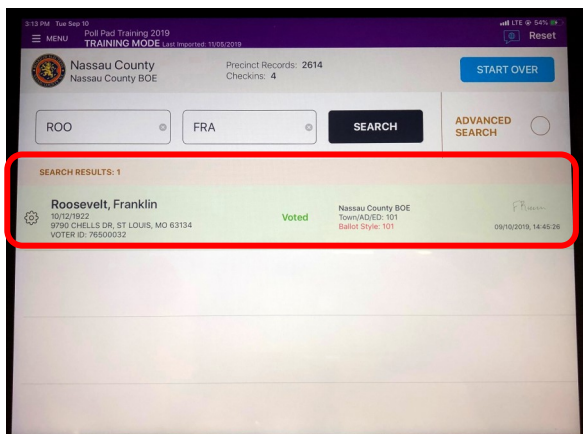 3:13 PM Tue Sep 10
LTE 54%
MENU
Poll Pad Training 2019
TRAINING MODE Last Imported: 11/05/2019
Reset
Nassau County
Nassau County BOE
Precinct Records: 2614
Checkins: 4
START OVER
ROO
FRA
SEARCH
ADVANCED
SEARCH
SEARCH RESULTS: 1
Roosevelt, Franklin
10/12/1922
9790 CHELLS DR, ST LOUIS, MO 63134
VOTER ID: 76500032
Voted
Nassau County BOE
Town/AD/ED: 101
Ballot Style: 101
09/10/2019, 14:45:26